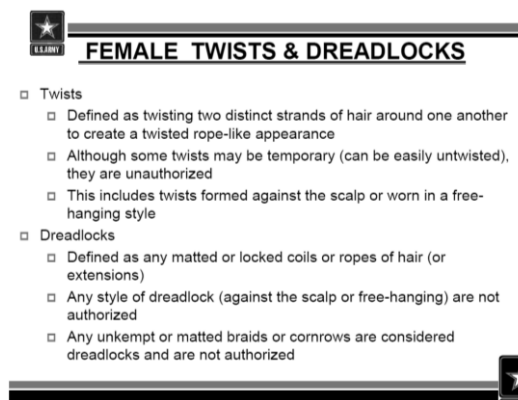 U.S.ARMY
FEMALE TWISTS & DREADLOCKS
Twists
Defined as twisting two distinct strands of hair around one another
to create a twisted rope-like appearance
Although some twists may be temporary (can be easily untwisted),
they are unauthorized
This includes twists formed against the scalp or worn in a free-
hanging style
Dreadlocks
Defined as any matted or locked coils or ropes of hair (or
extensions)
Any style of dreadlock (against the scalp or free-hanging) are not
authorized
Any unkempt or matted braids or cornrows are considered
dreadlocks and are not authorized